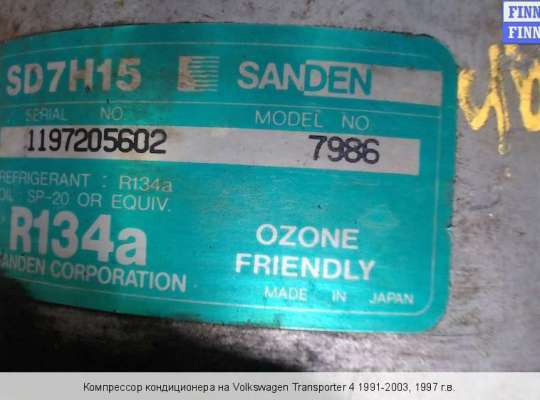 FINN
FINN
SD7H15 SANDEN
SERIAL NO. MODEL NO
1197205602 7986
REFRIGERANT : R134a
OIL : SP-20 OR EQUIV.
R134a OZONE
FRIENDLY
SANDEN CORPORATION
MADE IN JAPAN
Компрессор кондиционера на Volkswagen Transporter 4 1991-2003, 1997 г.в.